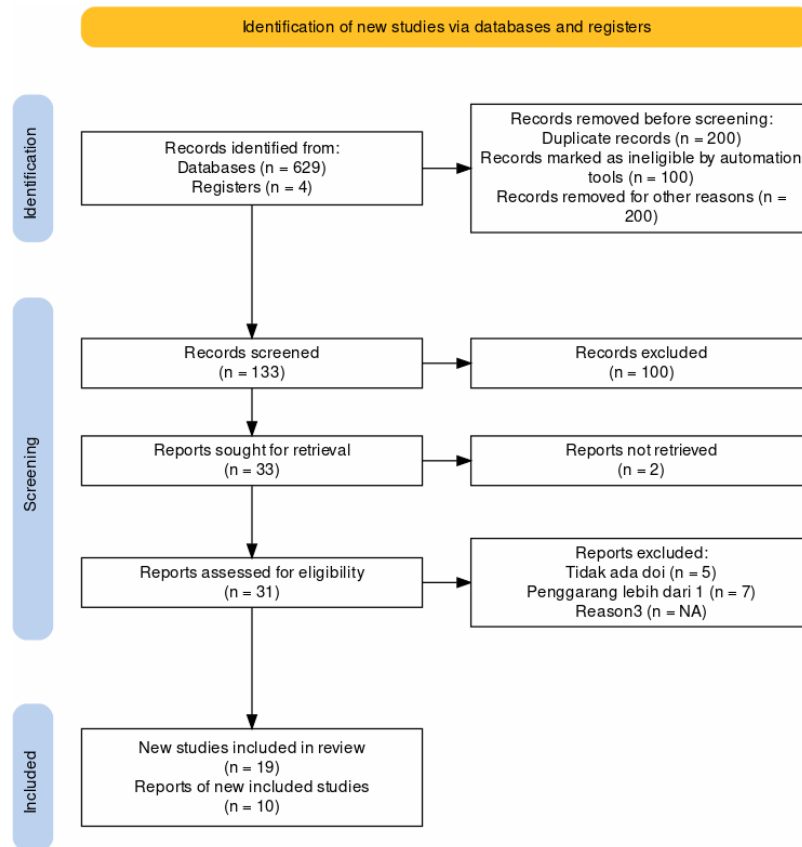 Identification of new studies via databases and registers
Identification
Records identified from:
Databases (n = 629)
Registers (n = 4)
Records removed before screening:
Duplicate records (n = 200)
Records marked as ineligible by automation
tools (n = 100)
Records removed for other reasons (n =
200)
Screening
Records screened
(n = 133)
Records excluded
(n = 100)
Reports sought for retrieval
(n = 33)
Reports not retrieved
(n = 2)
Reports assessed for eligibility
(n = 31)
Reports excluded:
Tidak ada doi (n = 5)
Penggarang lebih dari 1 (n = 7)
Reason3 (n = NA)
Included
New studies included in review
(n = 19)
Reports of new included studies
(n = 10)